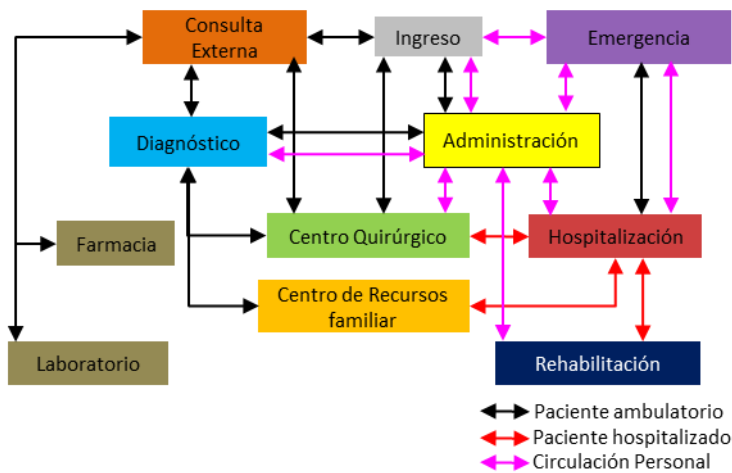 Consulta
Externa
Ingreso
Emergencia
Diagnóstico
Administración
Farmacia
Centro Quirúrgico
Hospitalización
Centro de Recursos
familiar
Laboratorio
Rehabilitación
Paciente ambulatorio
Paciente hospitalizado
Circulación Personal